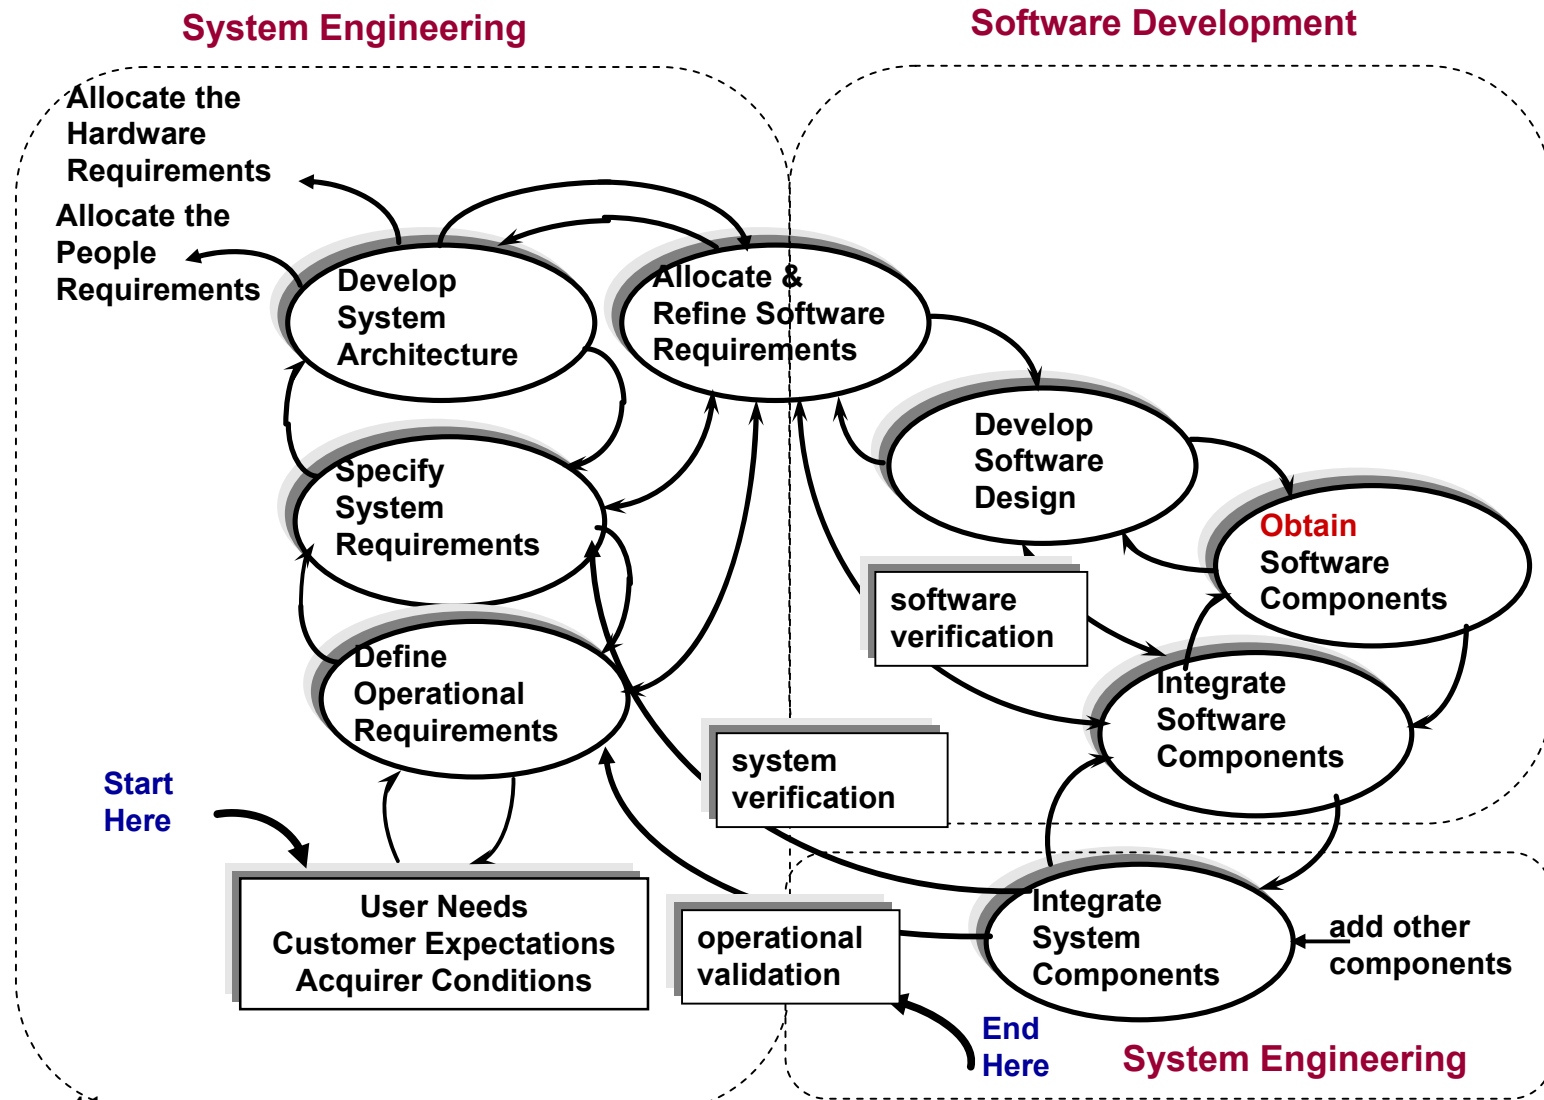 System Engineering
Software Development
Allocate the
Hardware
Requirements
Allocate the
People
Requirements
Develop
System
Architecture
Allocate &
Refine Software
Requirements
Develop
Software
Design
Specify
System
Requirements
Obtain
Software
Components
software
verification
Define
Operational
Requirements
Integrate
Software
Components
system
verification
Start
Here
User Needs
Customer Expectations
Acquirer Conditions
operational
validation
Integrate
System
Components
add other
components
End
Here
System Engineering